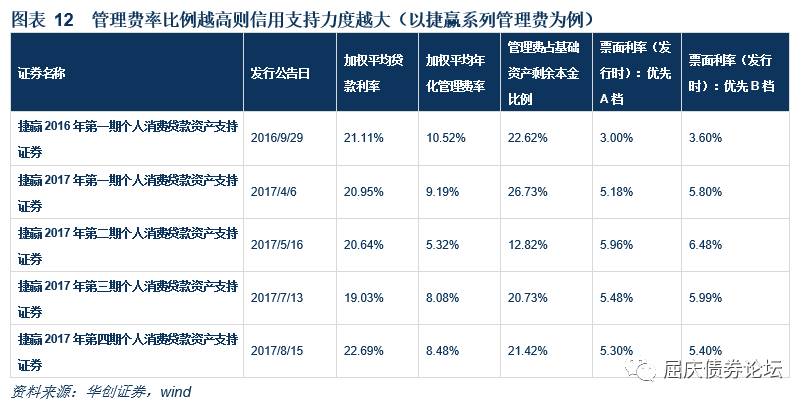 图表 12 管理费率比例越高则信用支持力度越大（以捷赢系列管理费为例）
证券名称 发行公告日 加权平均贷款利率 加权平均年化管理费率 管理费占基础资产剩余本金比例 票面利率（发行时）：优先A档 票面利率（发行时）：优先B档
捷赢2016年第一期个人消费贷款资产支持证券 2016/9/29 21.11% 10.52% 22.62% 3.00% 3.60%
捷赢2017年第一期个人消费贷款资产支持证券 2017/4/6 20.95% 9.19% 26.73% 5.18% 5.80%
捷赢2017年第二期个人消费贷款资产支持证券 2017/5/16 20.64% 5.32% 12.82% 5.96% 6.48%
捷赢2017年第三期个人消费贷款资产支持证券 2017/7/13 19.03% 8.08% 20.73% 5.48% 5.99%
捷赢2017年第四期个人消费贷款资产支持证券 2017/8/15 22.69% 8.48% 21.42% 5.30% 5.40%
资料来源：华创证券，wind
屈庆债券论坛